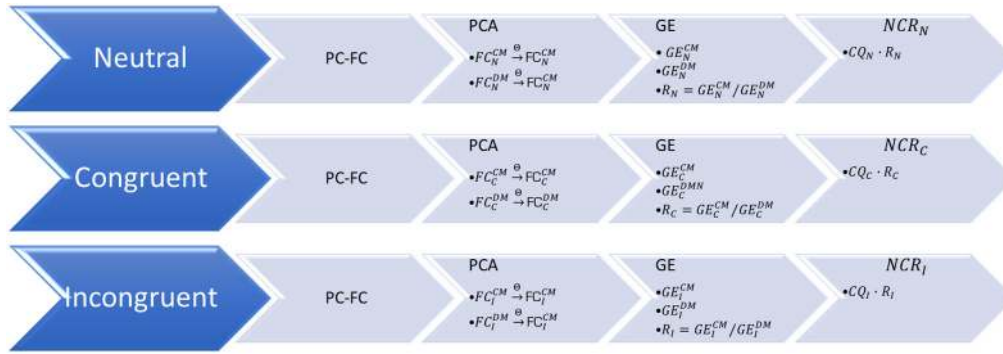 Neutral
PC-FC
PCA
•FC_N^CM →^Θ FC_N^CM
•FC_N^DM →^Θ FC_N^CM
GE
• GE_N^CM
•GE_N^DM
•R_N = GE_N^CM/GE_N^DM
NCR_N
•CQ_N · R_N
Congruent
PC-FC
PCA
•FC_C^CM →^Θ FC_C^CM
•FC_C^DM →^Θ FC_C^DM
GE
•GE_C^CM
•GE_C^DMN
•R_C = GE_C^CM/GE_C^DM
NCR_C
•CQ_C · R_C
Incongruent
PC-FC
PCA
•FC_I^CM →^Θ FC_I^CM
•FC_I^DM →^Θ FC_I^CM
GE
•GE_I^CM
•GE_I^DM
•R_I = GE_I^CM/GE_I^DM
NCR_I
•CQ_I · R_I